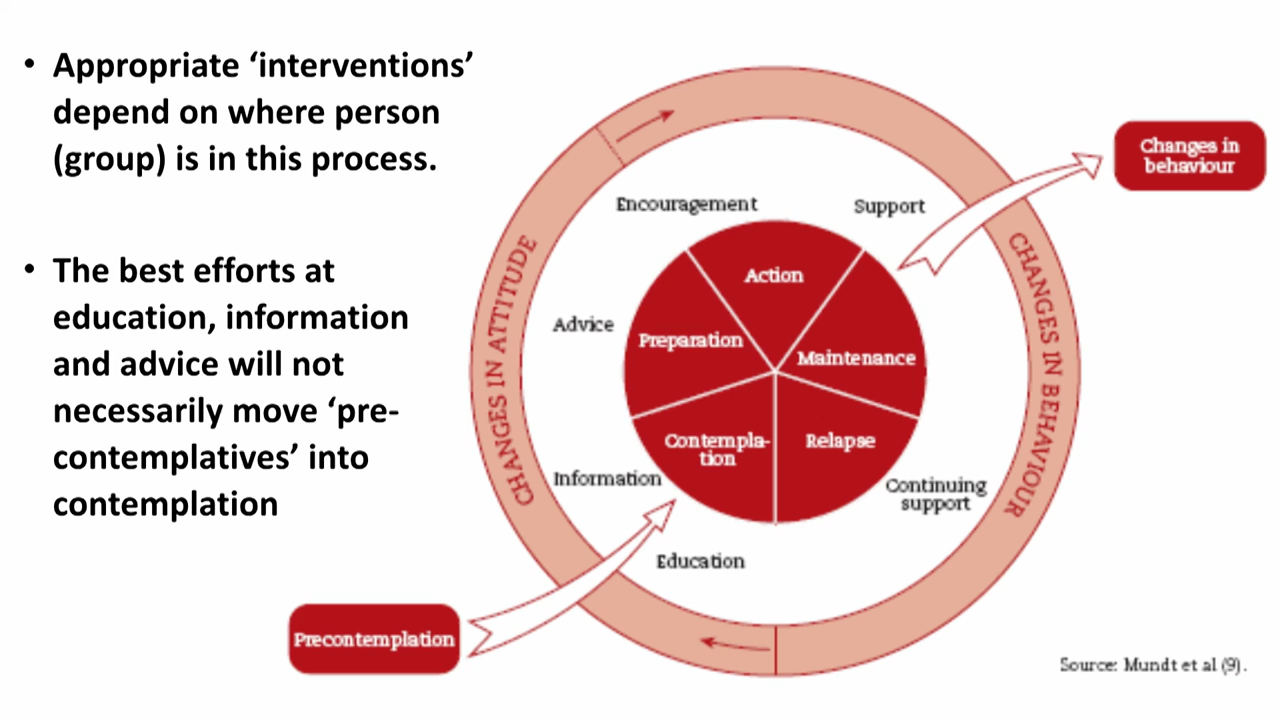 • Appropriate ‘interventions’
depend on where person
(group) is in this process.
• The best efforts at
education, information
and advice will not
necessarily move ‘pre-
contemplatives’ into
contemplation
Changes in
behaviour
Encouragement
Support
CHANGES IN ATTITUDE
CHANGES IN BEHAVIOUR
Action
Advice
Preparation
Maintenance
Contempla-
tion
Relapse
Information
Continuing
support
Education
Precontemplation
Source: Mundt et al (9).